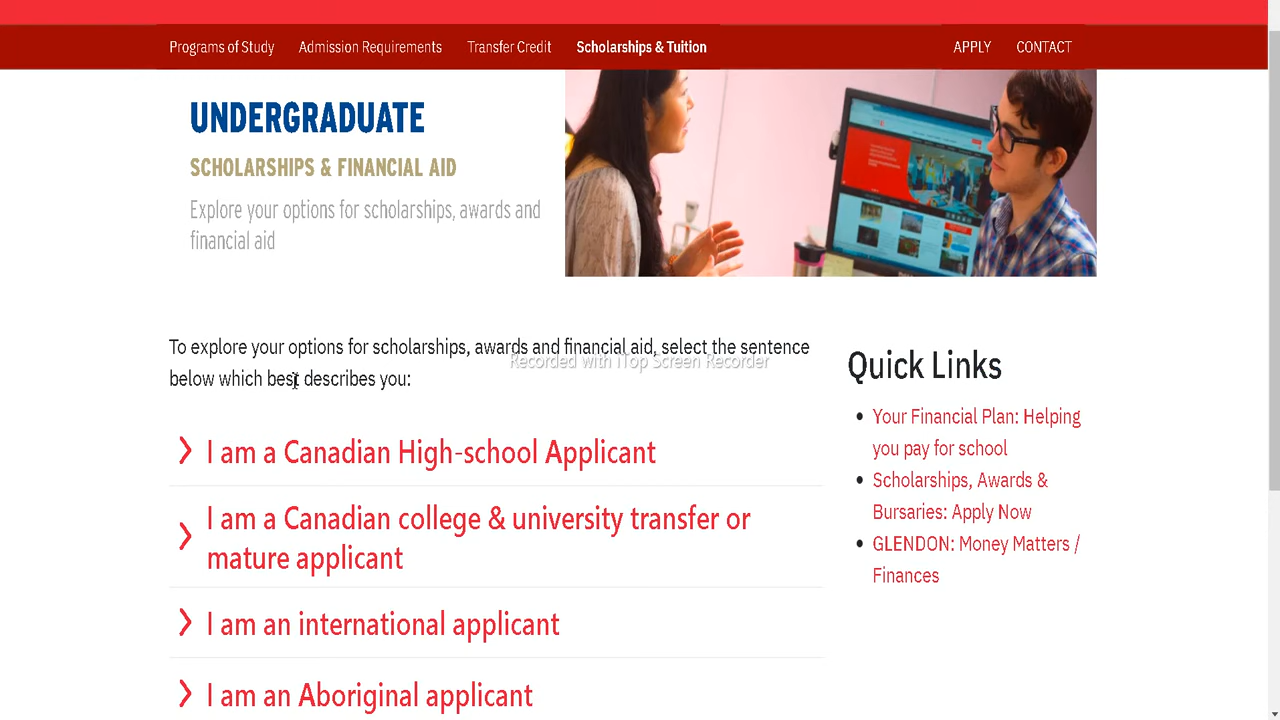 Programs of Study Admission Requirements Transfer Credit Scholarships & Tuition APPLY CONTACT
UNDERGRADUATE
SCHOLARSHIPS & FINANCIAL AID
Explore your options for scholarships, awards and
financial aid
To explore your options for scholarships, awards and financial aid, select the sentence
below which best describes you:
Recorded with iTop Screen Recorder
I am a Canadian High-school Applicant
I am a Canadian college & university transfer or
mature applicant
I am an international applicant
I am an Aboriginal applicant
Quick Links
Your Financial Plan: Helping
you pay for school
Scholarships, Awards &
Bursaries: Apply Now
GLENDON: Money Matters /
Finances